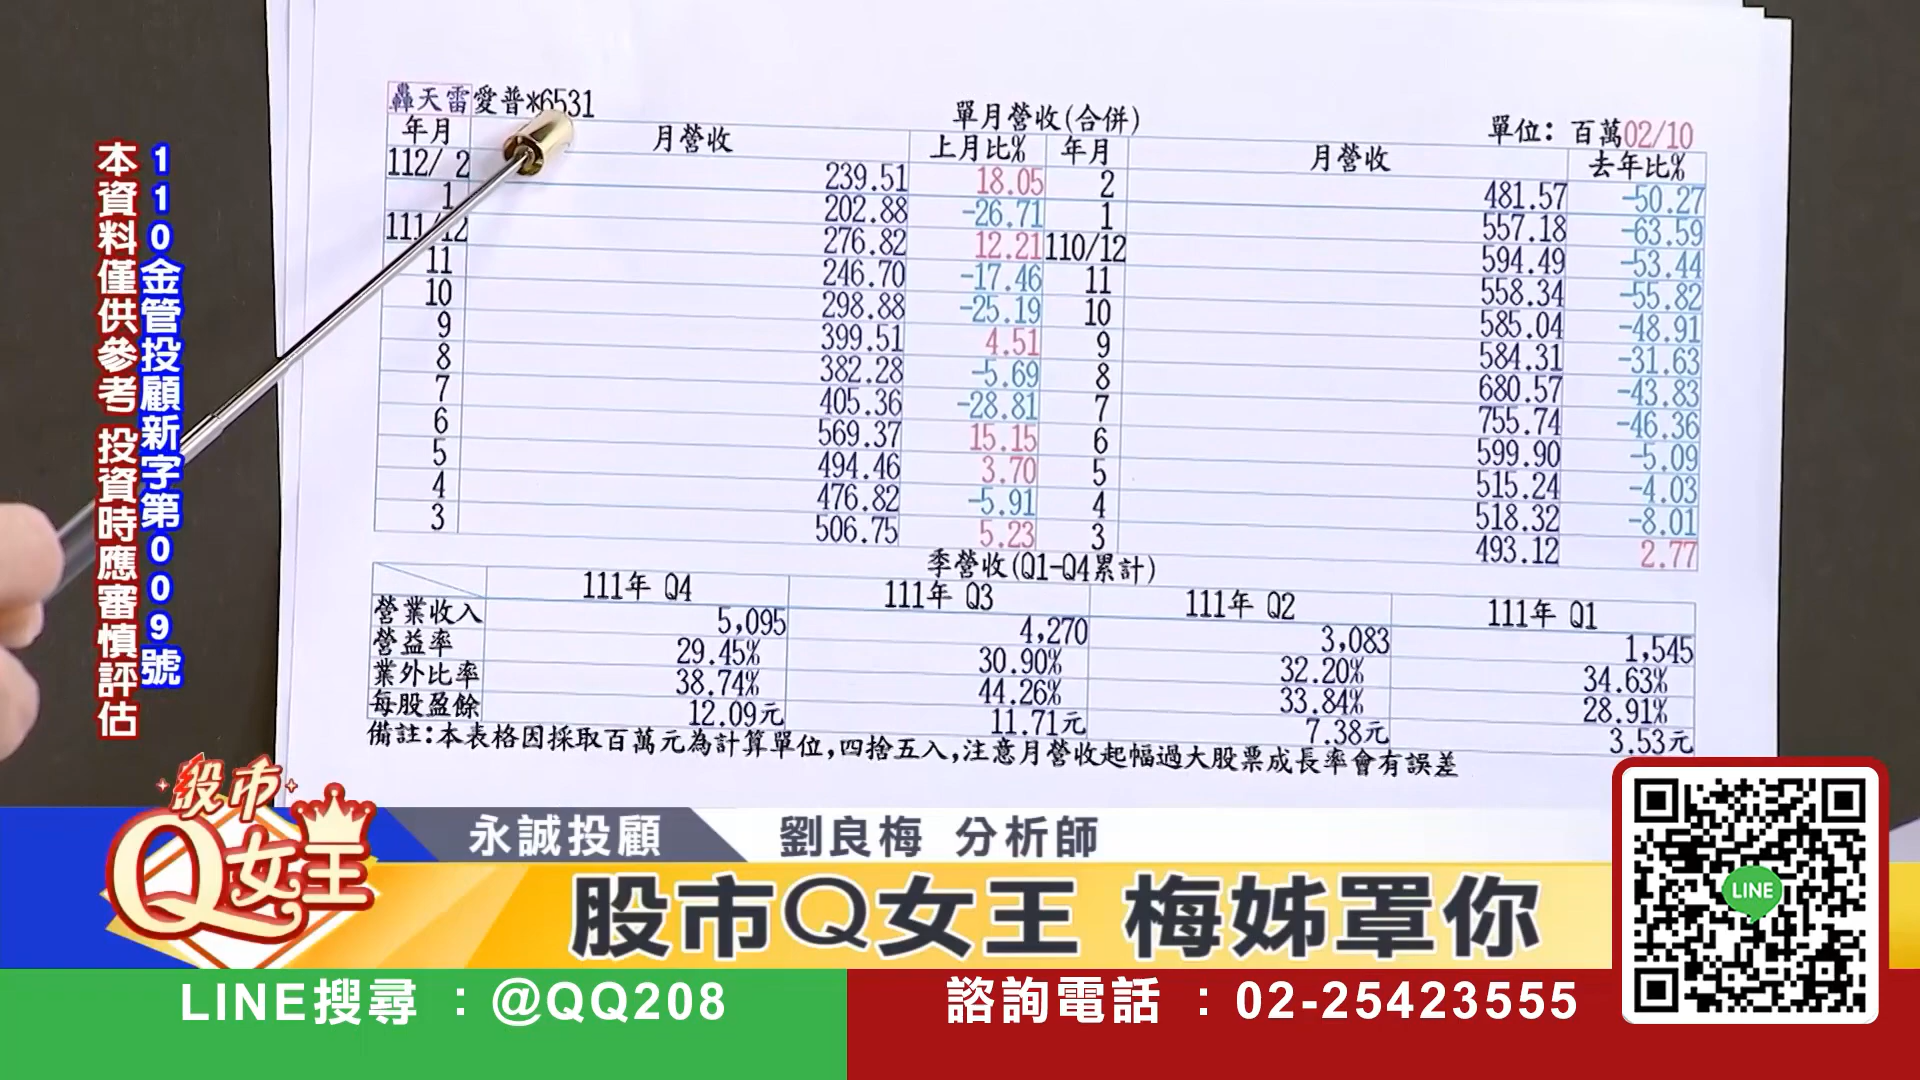 轟天雷愛普*6531
單月營收(合併)
單位：百萬02/10
年月 月營收 上月比% 年月 月營收 去年比%
112/ 2 239.51 18.05 2 481.57 -50.27
1 202.88 -26.71 1 557.18 -63.59
111/12 276.82 12.21 110/12 594.49 -53.44
11 246.70 -17.46 11 558.34 -55.82
10 298.88 -25.19 10 585.04 -48.91
9 399.51 4.51 9 584.31 -31.63
8 382.28 -5.69 8 680.57 -43.83
7 405.36 -28.81 7 755.74 -46.36
6 569.37 15.15 6 599.90 -5.09
5 494.46 3.70 5 515.24 -4.03
4 476.82 -5.91 4 518.32 -8.01
3 506.75 5.23 3 493.12 2.77
季營收(Q1-Q4累計)
111年 Q4 111年 Q3 111年 Q2 111年 Q1
營業收入 5,095 4,270 3,083 1,545
營益率 29.45% 30.90% 32.20% 34.63%
業外比率 38.74% 44.26% 33.84% 28.91%
每股盈餘 12.09元 11.71元 7.38元 3.53元
備註:本表格因採取百萬元為計算單位,四捨五入,注意月營收起幅過大股票成長率會有誤差
110金管投顧新字第009號
本資料僅供參考 投資時應審慎評估
股市
Q女王
永誠投顧
劉良梅 分析師
股市Q女王 梅姊罩你
LINE
LINE搜尋 ：@QQ208
諮詢電話 ：02-25423555